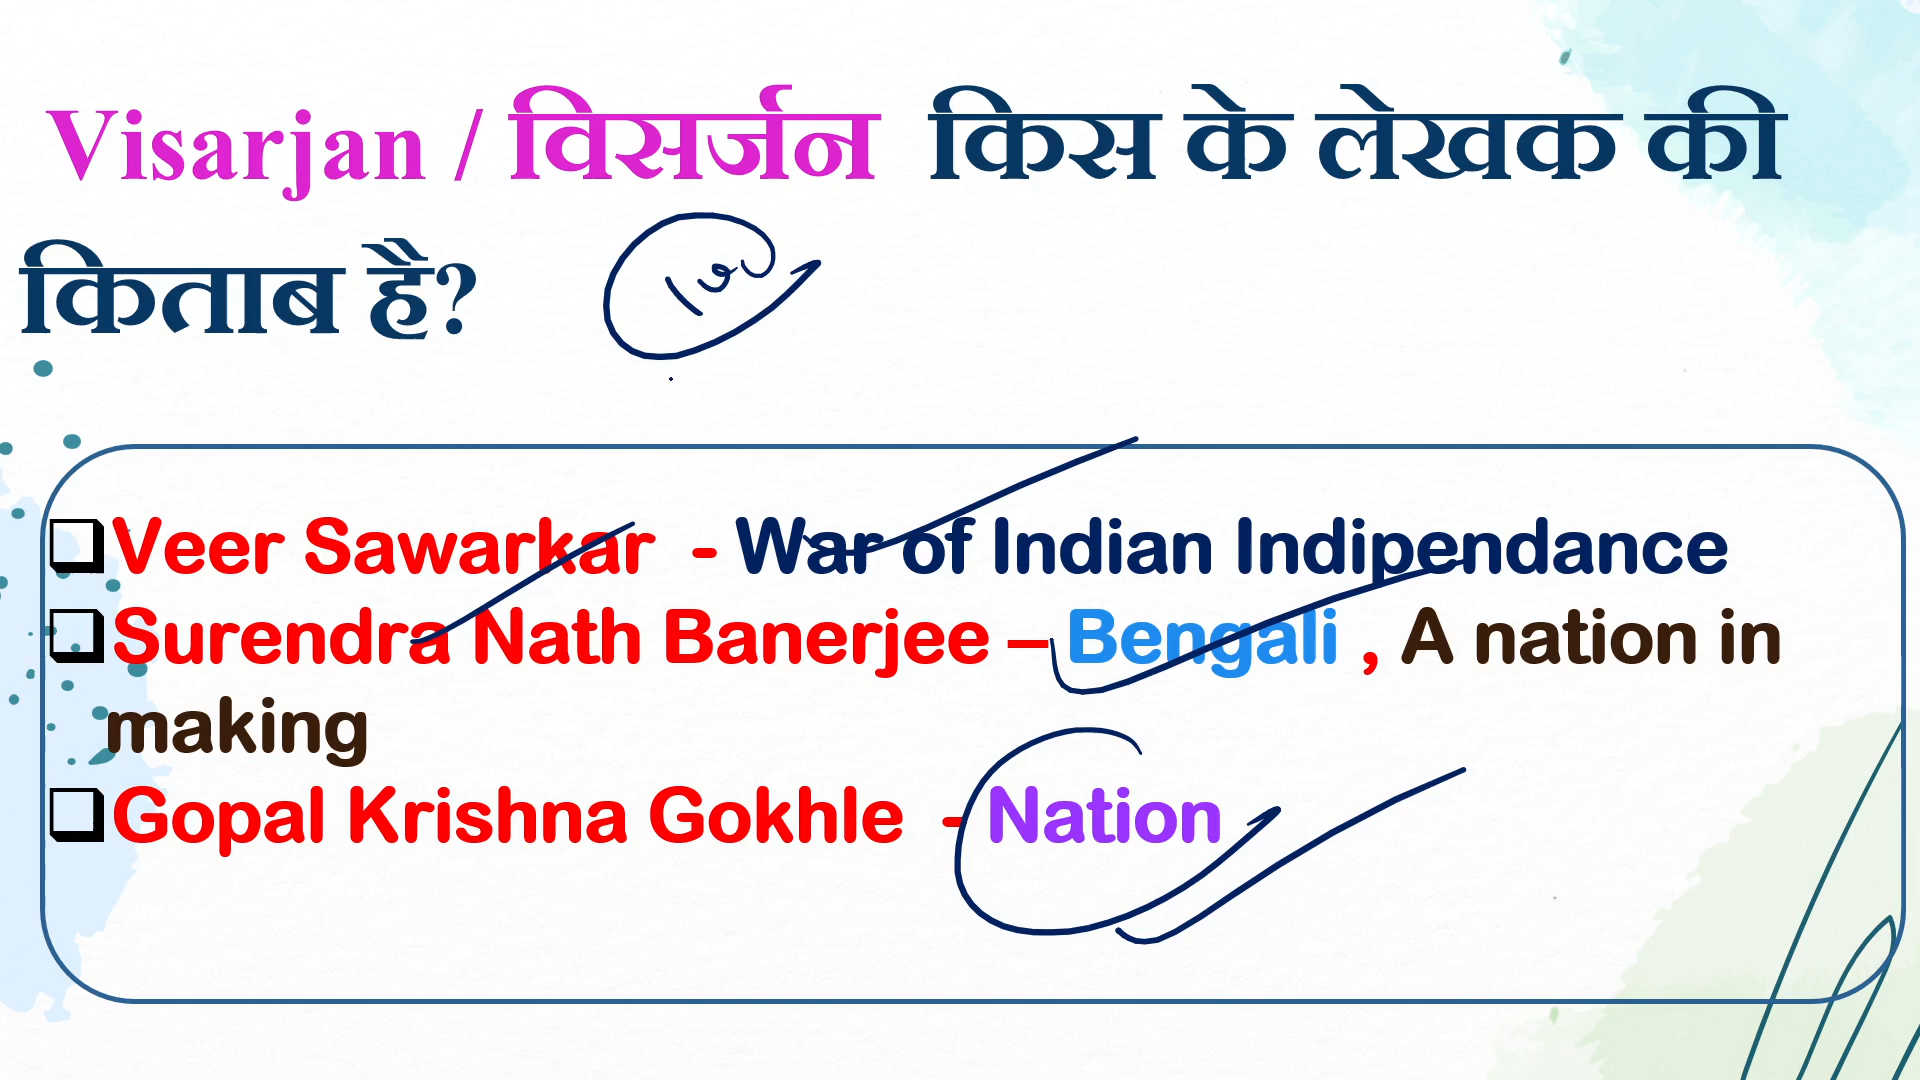 Visarjan / विसर्जन किस के लेखक की
किताब है?
Veer Sawarkar - War of Indian Indipendance
Surendra Nath Banerjee – Bengali , A nation in
making
Gopal Krishna Gokhle - Nation